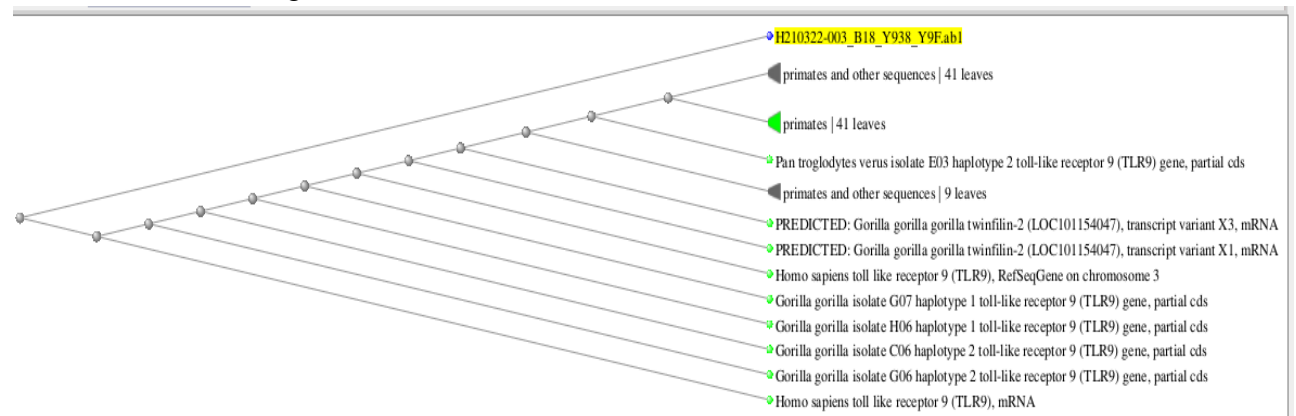 H210322-003_B18_Y938_Y9F.ab1
primates and other sequences | 41 leaves
primates | 41 leaves
Pan troglodytes verus isolate E03 haplotype 2 toll-like receptor 9 (TLR9) gene, partial cds
primates and other sequences | 9 leaves
PREDICTED: Gorilla gorilla gorilla twinfilin-2 (LOC101154047), transcript variant X3, mRNA
PREDICTED: Gorilla gorilla gorilla twinfilin-2 (LOC101154047), transcript variant X1, mRNA
Homo sapiens toll like receptor 9 (TLR9), RefSeqGene on chromosome 3
Gorilla gorilla isolate G07 haplotype 1 toll-like receptor 9 (TLR9) gene, partial cds
Gorilla gorilla isolate H06 haplotype 1 toll-like receptor 9 (TLR9) gene, partial cds
Gorilla gorilla isolate C06 haplotype 2 toll-like receptor 9 (TLR9) gene, partial cds
Gorilla gorilla isolate G06 haplotype 2 toll-like receptor 9 (TLR9) gene, partial cds
Homo sapiens toll like receptor 9 (TLR9), mRNA